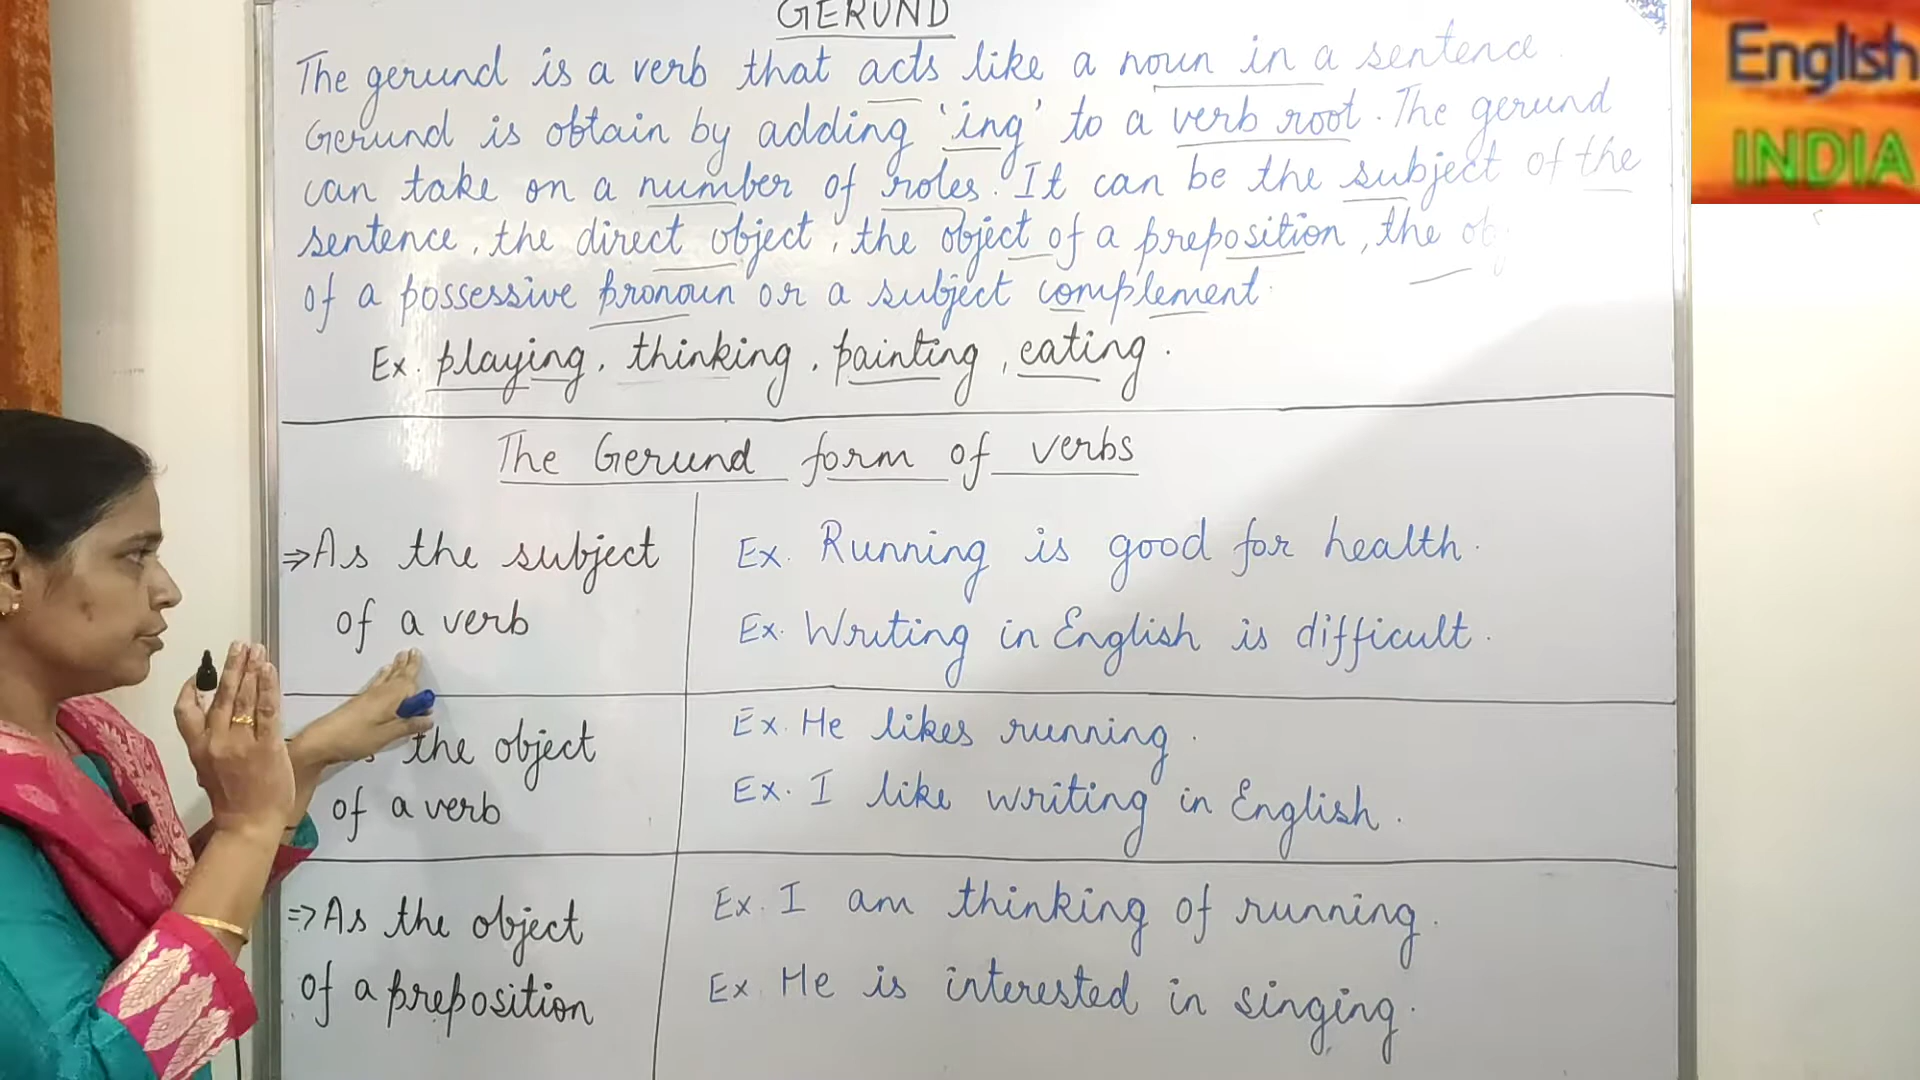 GERUND
The gerund is a verb that acts like a noun in a sentence.
Gerund is obtain by adding 'ing' to a verb root. The gerund
can take on a number of roles. It can be the subject of the
sentence, the direct object, the object of a preposition, the
of a possessive pronoun or a subject complement.
Ex. playing, thinking, painting, eating.
The Gerund form of verbs
⇒ As the subject
of a verb
Ex. Running is good for health.
Ex. Writing in English is difficult.
the object
of a verb
Ex. He likes running.
Ex. I like writing in English.
⇒ As the object
of a preposition
Ex. I am thinking of running.
Ex. He is interested in singing.
English
INDIA